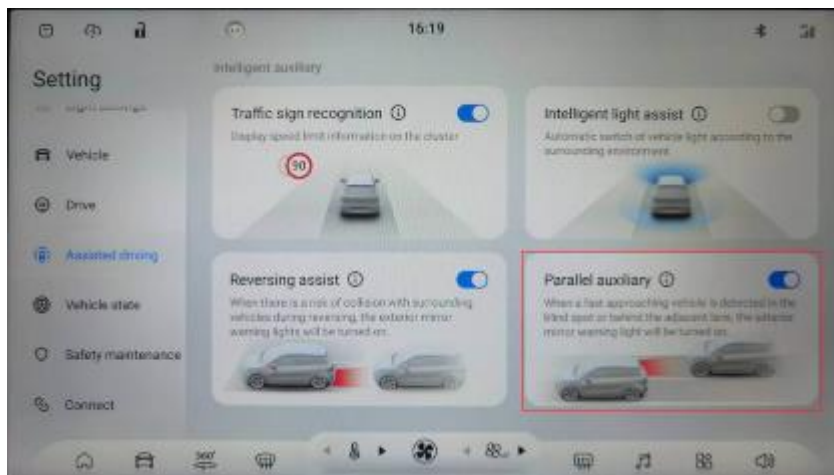 16:19
Setting
Intelligent auxiliary
Vehicle
Drive
Assisted driving
Vehicle state
Safety maintenance
Connect
Traffic sign recognition
Display speed limit information on the cluster
90
Intelligent light assist
Automatic switch of vehicle light according to the
surrounding environment
Reversing assist
When there is a risk of collision with surrounding
vehicles during reversing, the exterior mirror
warning lights will be turned on.
Parallel auxiliary
When a fast approaching vehicle is detected in the
blind spot or behind the adjacent lane, the exterior
mirror warning light will be turned on.
360°